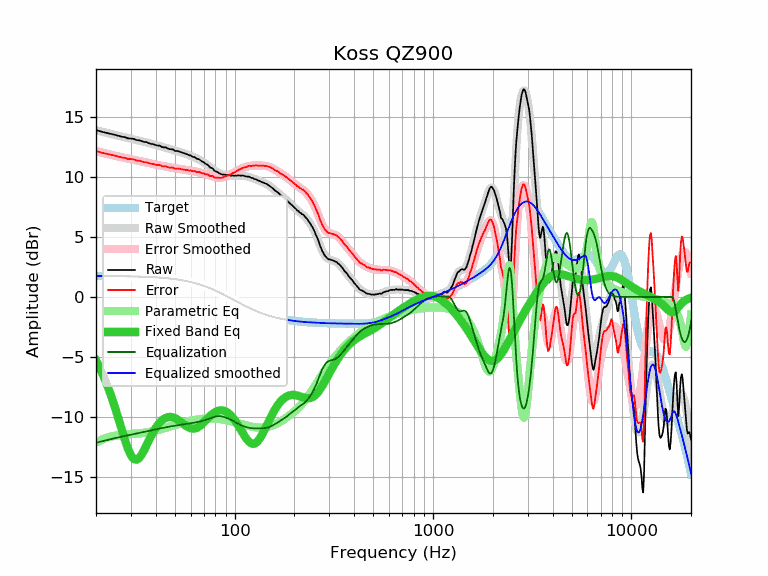 Koss QZ900
Amplitude (dBr)
15
10
5
0
−5
−10
−15
Target
Raw Smoothed
Error Smoothed
Raw
Error
Parametric Eq
Fixed Band Eq
Equalization
Equalized smoothed
100
1000
10000
Frequency (Hz)